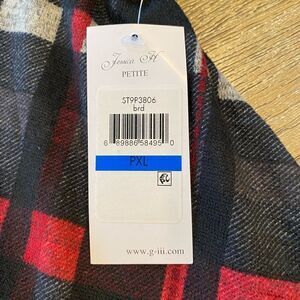 Jessica H
PETITE
ST9P3806
brd
6 89886 58495 0
PXL
www.g-iii.com